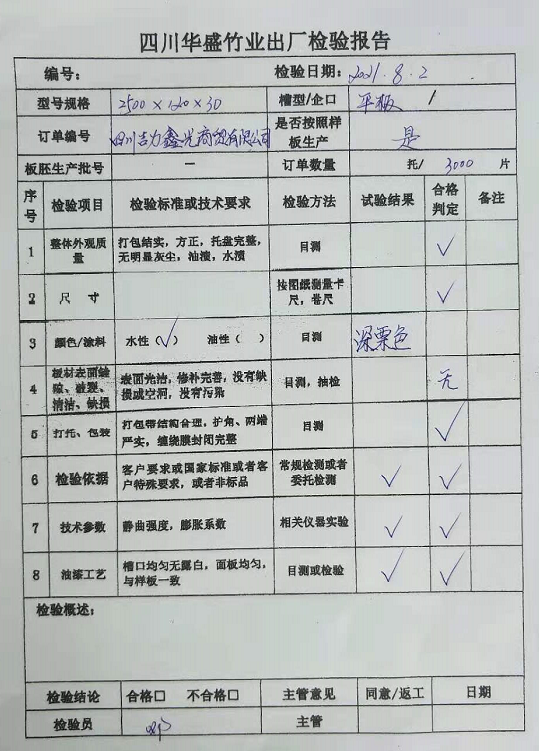 四川华盛竹业出厂检验报告
编号： 检验日期：2021.8.2
型号规格 2500×120×30 槽型/企口 平板 /
订单编号 四川吉力鑫光商贸有限公司 是否按照样板生产 是
板胚生产批号 — 订单数量 托/ 3000 片
序号 检验项目 检验标准或技术要求 检验方法 试验结果 合格判定 备注
1 整体外观质量 打包结实，方正，托盘完整，无明显灰尘，油渍，水渍 目测 √
2 尺 寸 按图纸测量卡尺，卷尺 √
3 颜色/涂料 水性（√） 油性（ ） 目测 深栗色
4 板材表面缝隙、破裂、清洁、缺损 表面光洁，修补完善，没有缺损或空洞，没有污染 目测，抽检 无
5 打托、包装 打包带结构合理，护角、两端严实，缠绕膜封闭完整 目测 √
6 检验依据 客户要求或国家标准或者客户特殊要求，或者非标品 常规检测或者委托检测 √ √
7 技术参数 静曲强度，膨胀系数 相关仪器实验 √ √
8 油漆工艺 槽口均匀无露白，面板均匀，与样板一致 目测或检验 √ √
检验概述：
检验结论 合格口 不合格口 主管意见 同意/返工 日期
检验员 主管